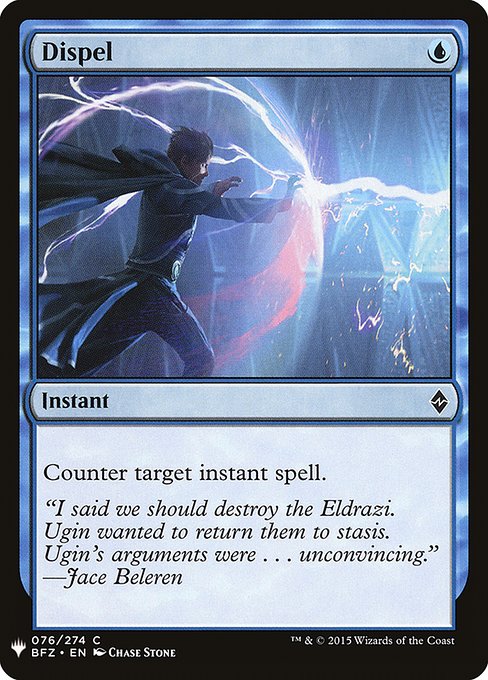 Dispel
Instant
Counter target instant spell.
“I said we should destroy the Eldrazi.
Ugin wanted to return them to stasis.
Ugin’s arguments were . . . unconvincing.”
—Jace Beleren
076/274 C
BFZ • EN Chase Stone
™ & © 2015 Wizards of the Coast